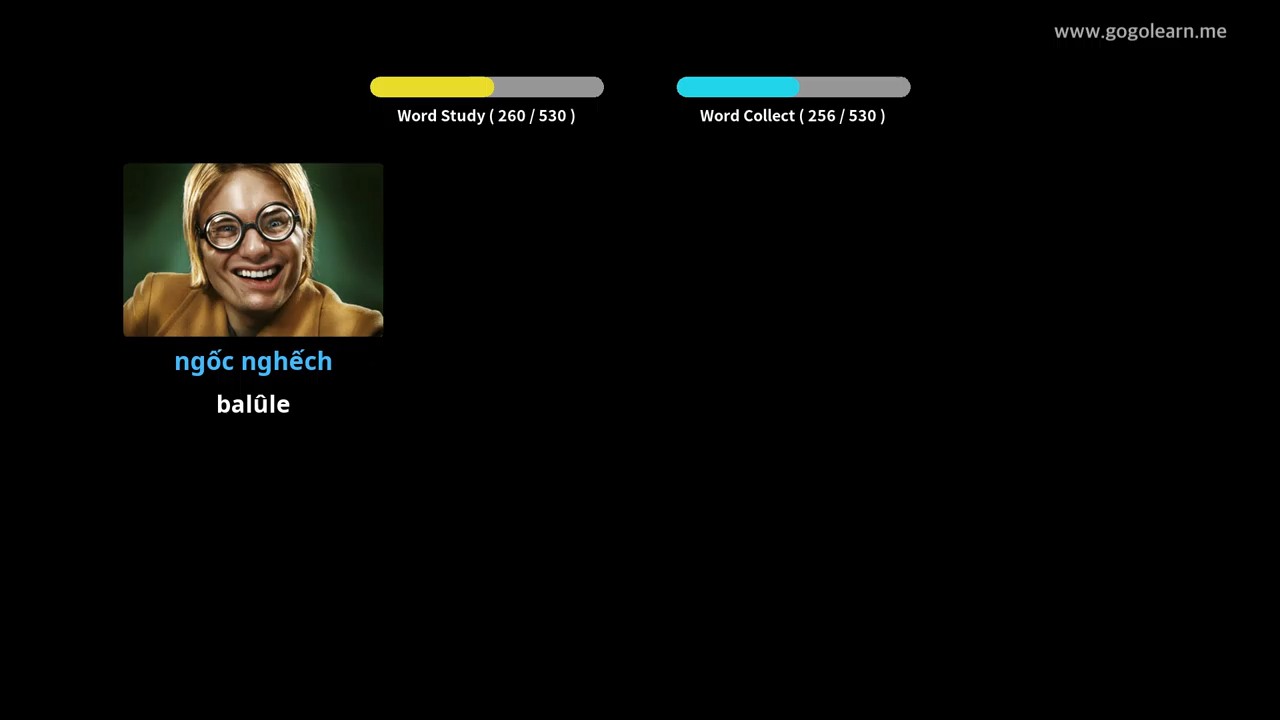 www.gogolearn.me
Word Study ( 260 / 530 )
Word Collect ( 256 / 530 )
ngốc nghếch
balûle